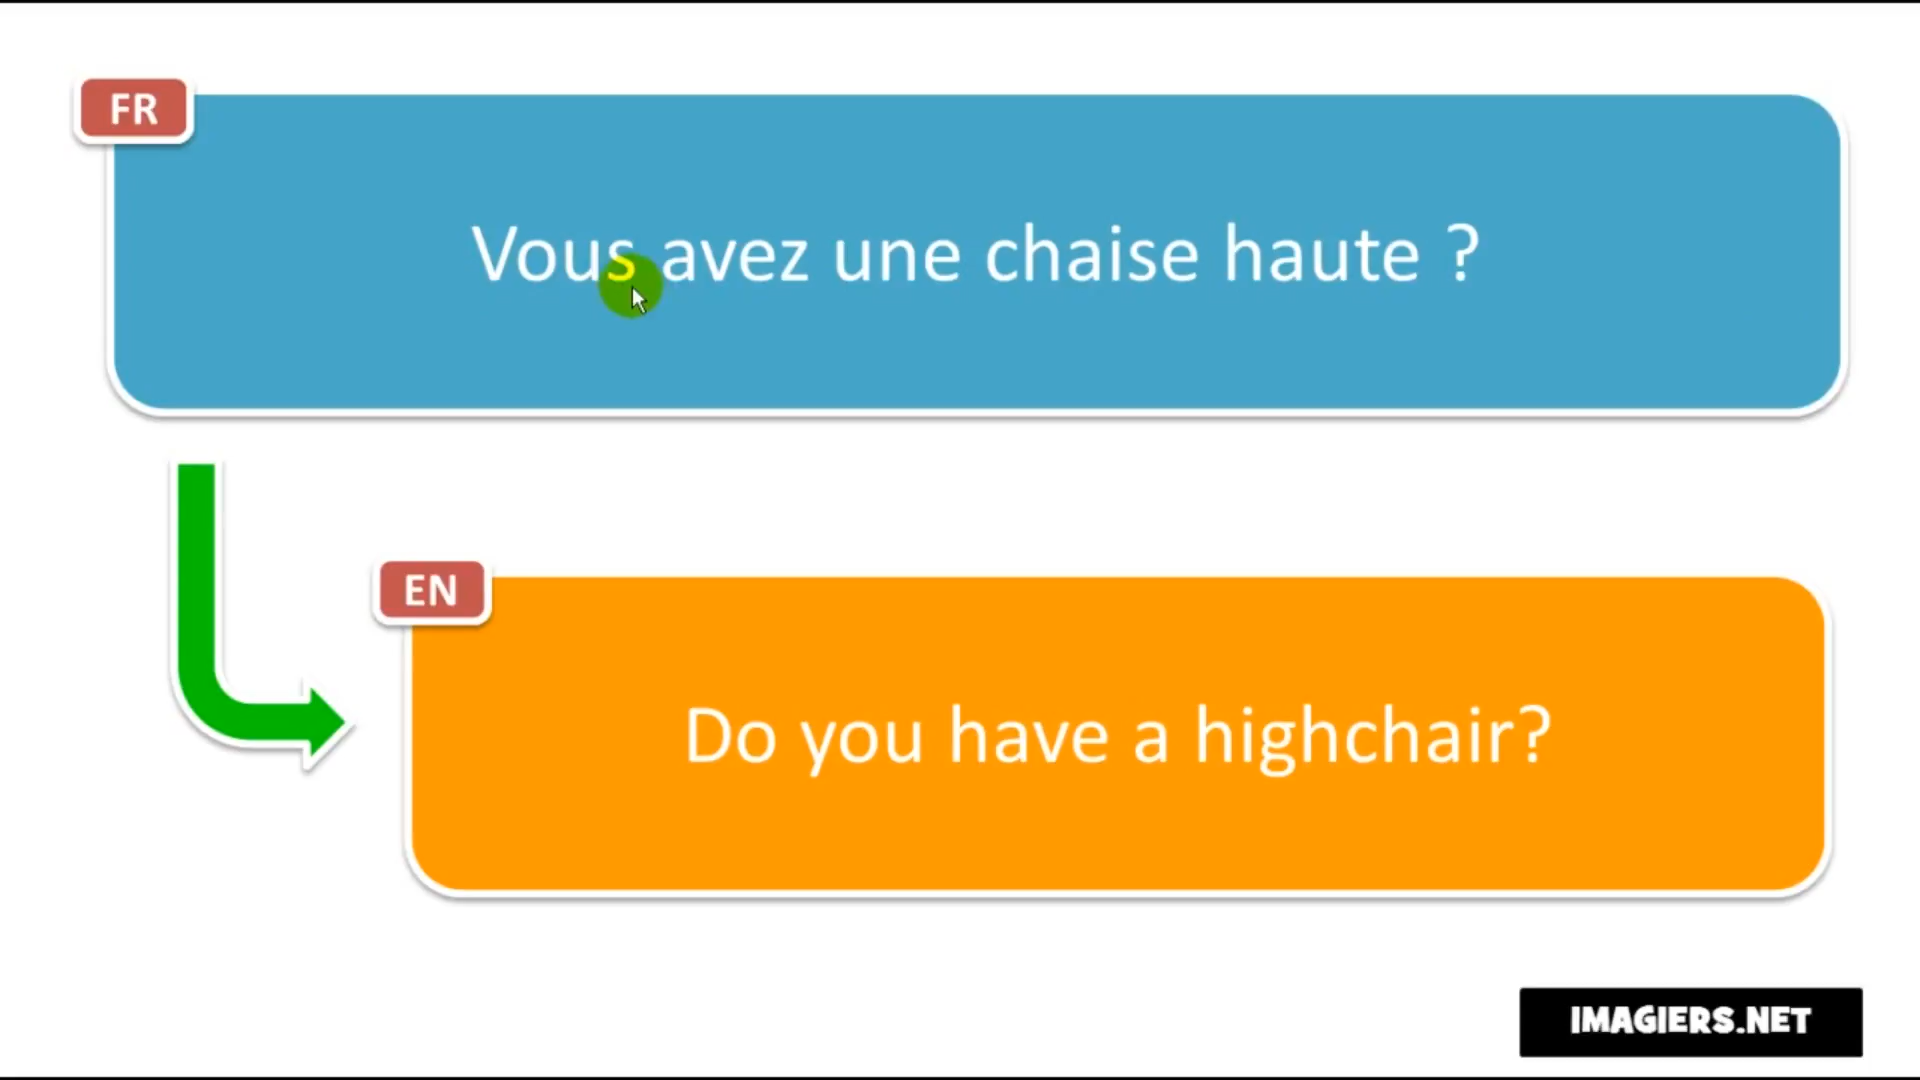 FR
Vous avez une chaise haute ?
EN
Do you have a highchair?
IMAGIERS.NET